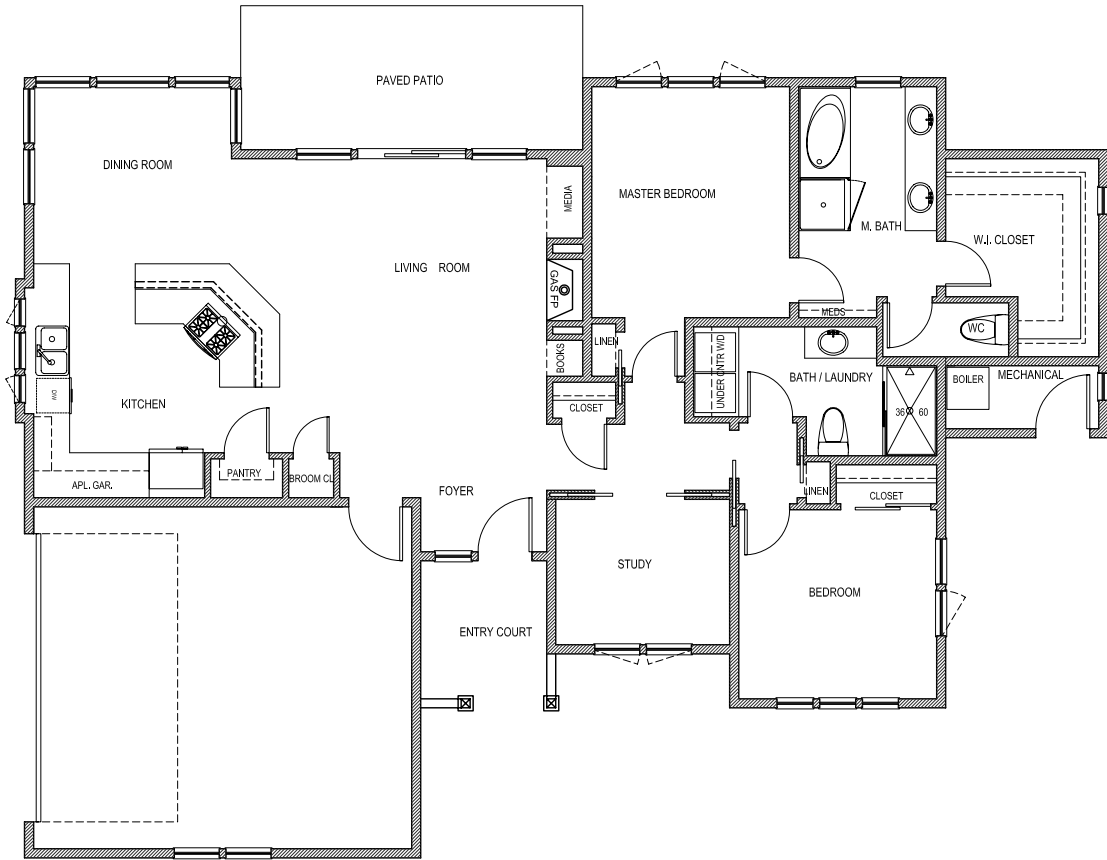 PAVED PATIO
DINING ROOM
MEDIA
MASTER BEDROOM
M. BATH
W.I. CLOSET
LIVING ROOM
GAS FP
MEDS
WC
LINEN
BOOKS
UNDER CNTR W/D
BATH / LAUNDRY
BOILER
MECHANICAL
DW
KITCHEN
CLOSET
36 60
PANTRY
BROOM CL
APL. GAR.
FOYER
LINEN
CLOSET
STUDY
BEDROOM
ENTRY COURT